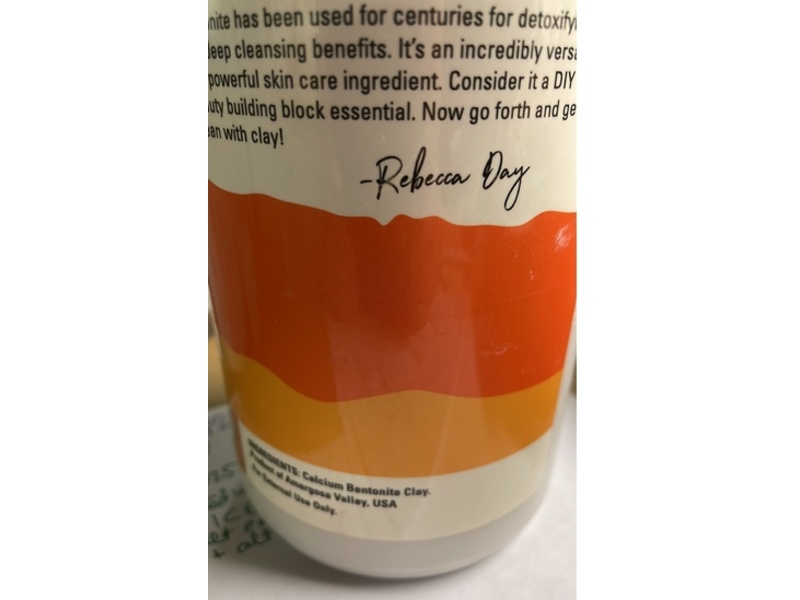 nite has been used for centuries for detoxify
deep cleansing benefits. It's an incredibly versa
powerful skin care ingredient. Consider it a DIY
uty building block essential. Now go forth and ge
ean with clay!
-Rebecca Day
INGREDIENTS: Calcium Bentonite Clay.
Product of Amargosa Valley, USA
For External Use Only.